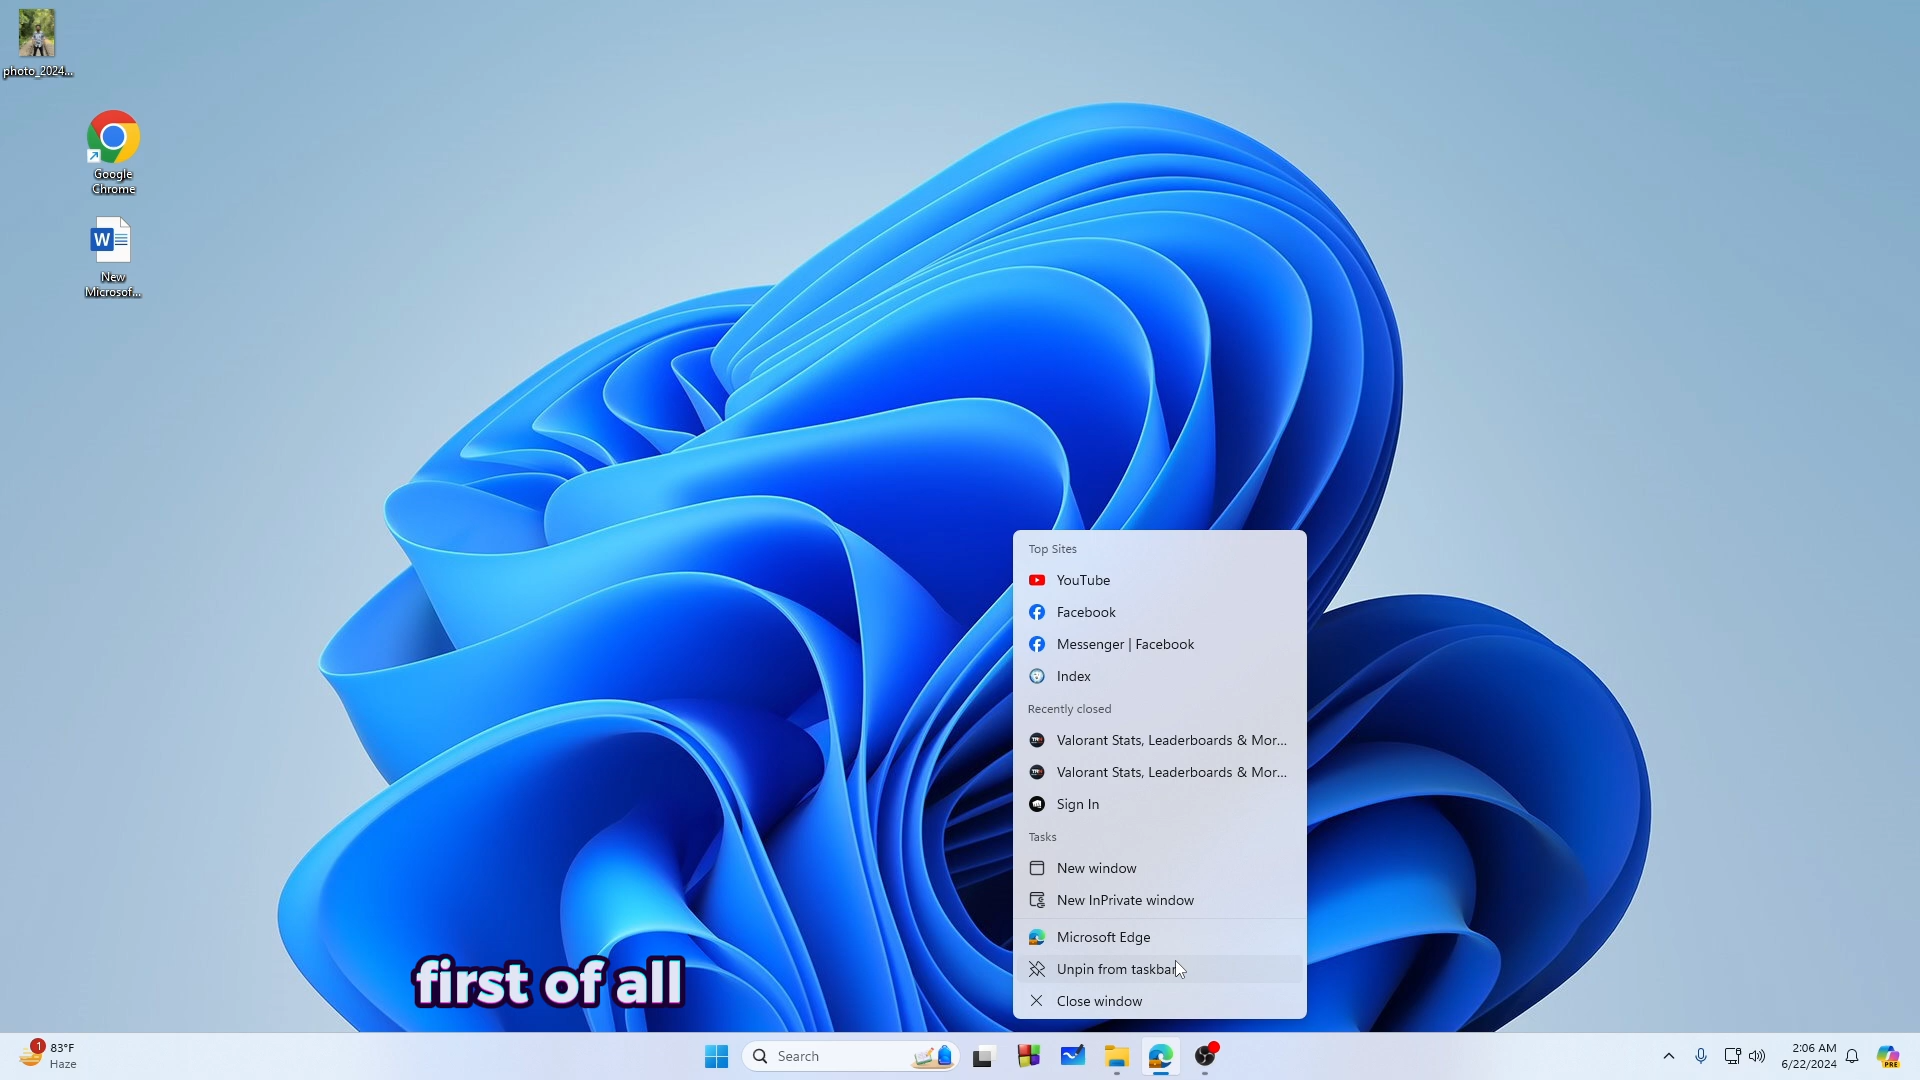 photo_2024...
Google
Chrome
New
Microsof...
Top Sites
YouTube
Facebook
Messenger | Facebook
Index
Recently closed
Valorant Stats, Leaderboards & Mor...
Valorant Stats, Leaderboards & Mor...
Sign In
Tasks
New window
New InPrivate window
Microsoft Edge
Unpin from taskbar
Close window
first of all
1
83°F
Haze
Search
2:06 AM
6/22/2024
PRE